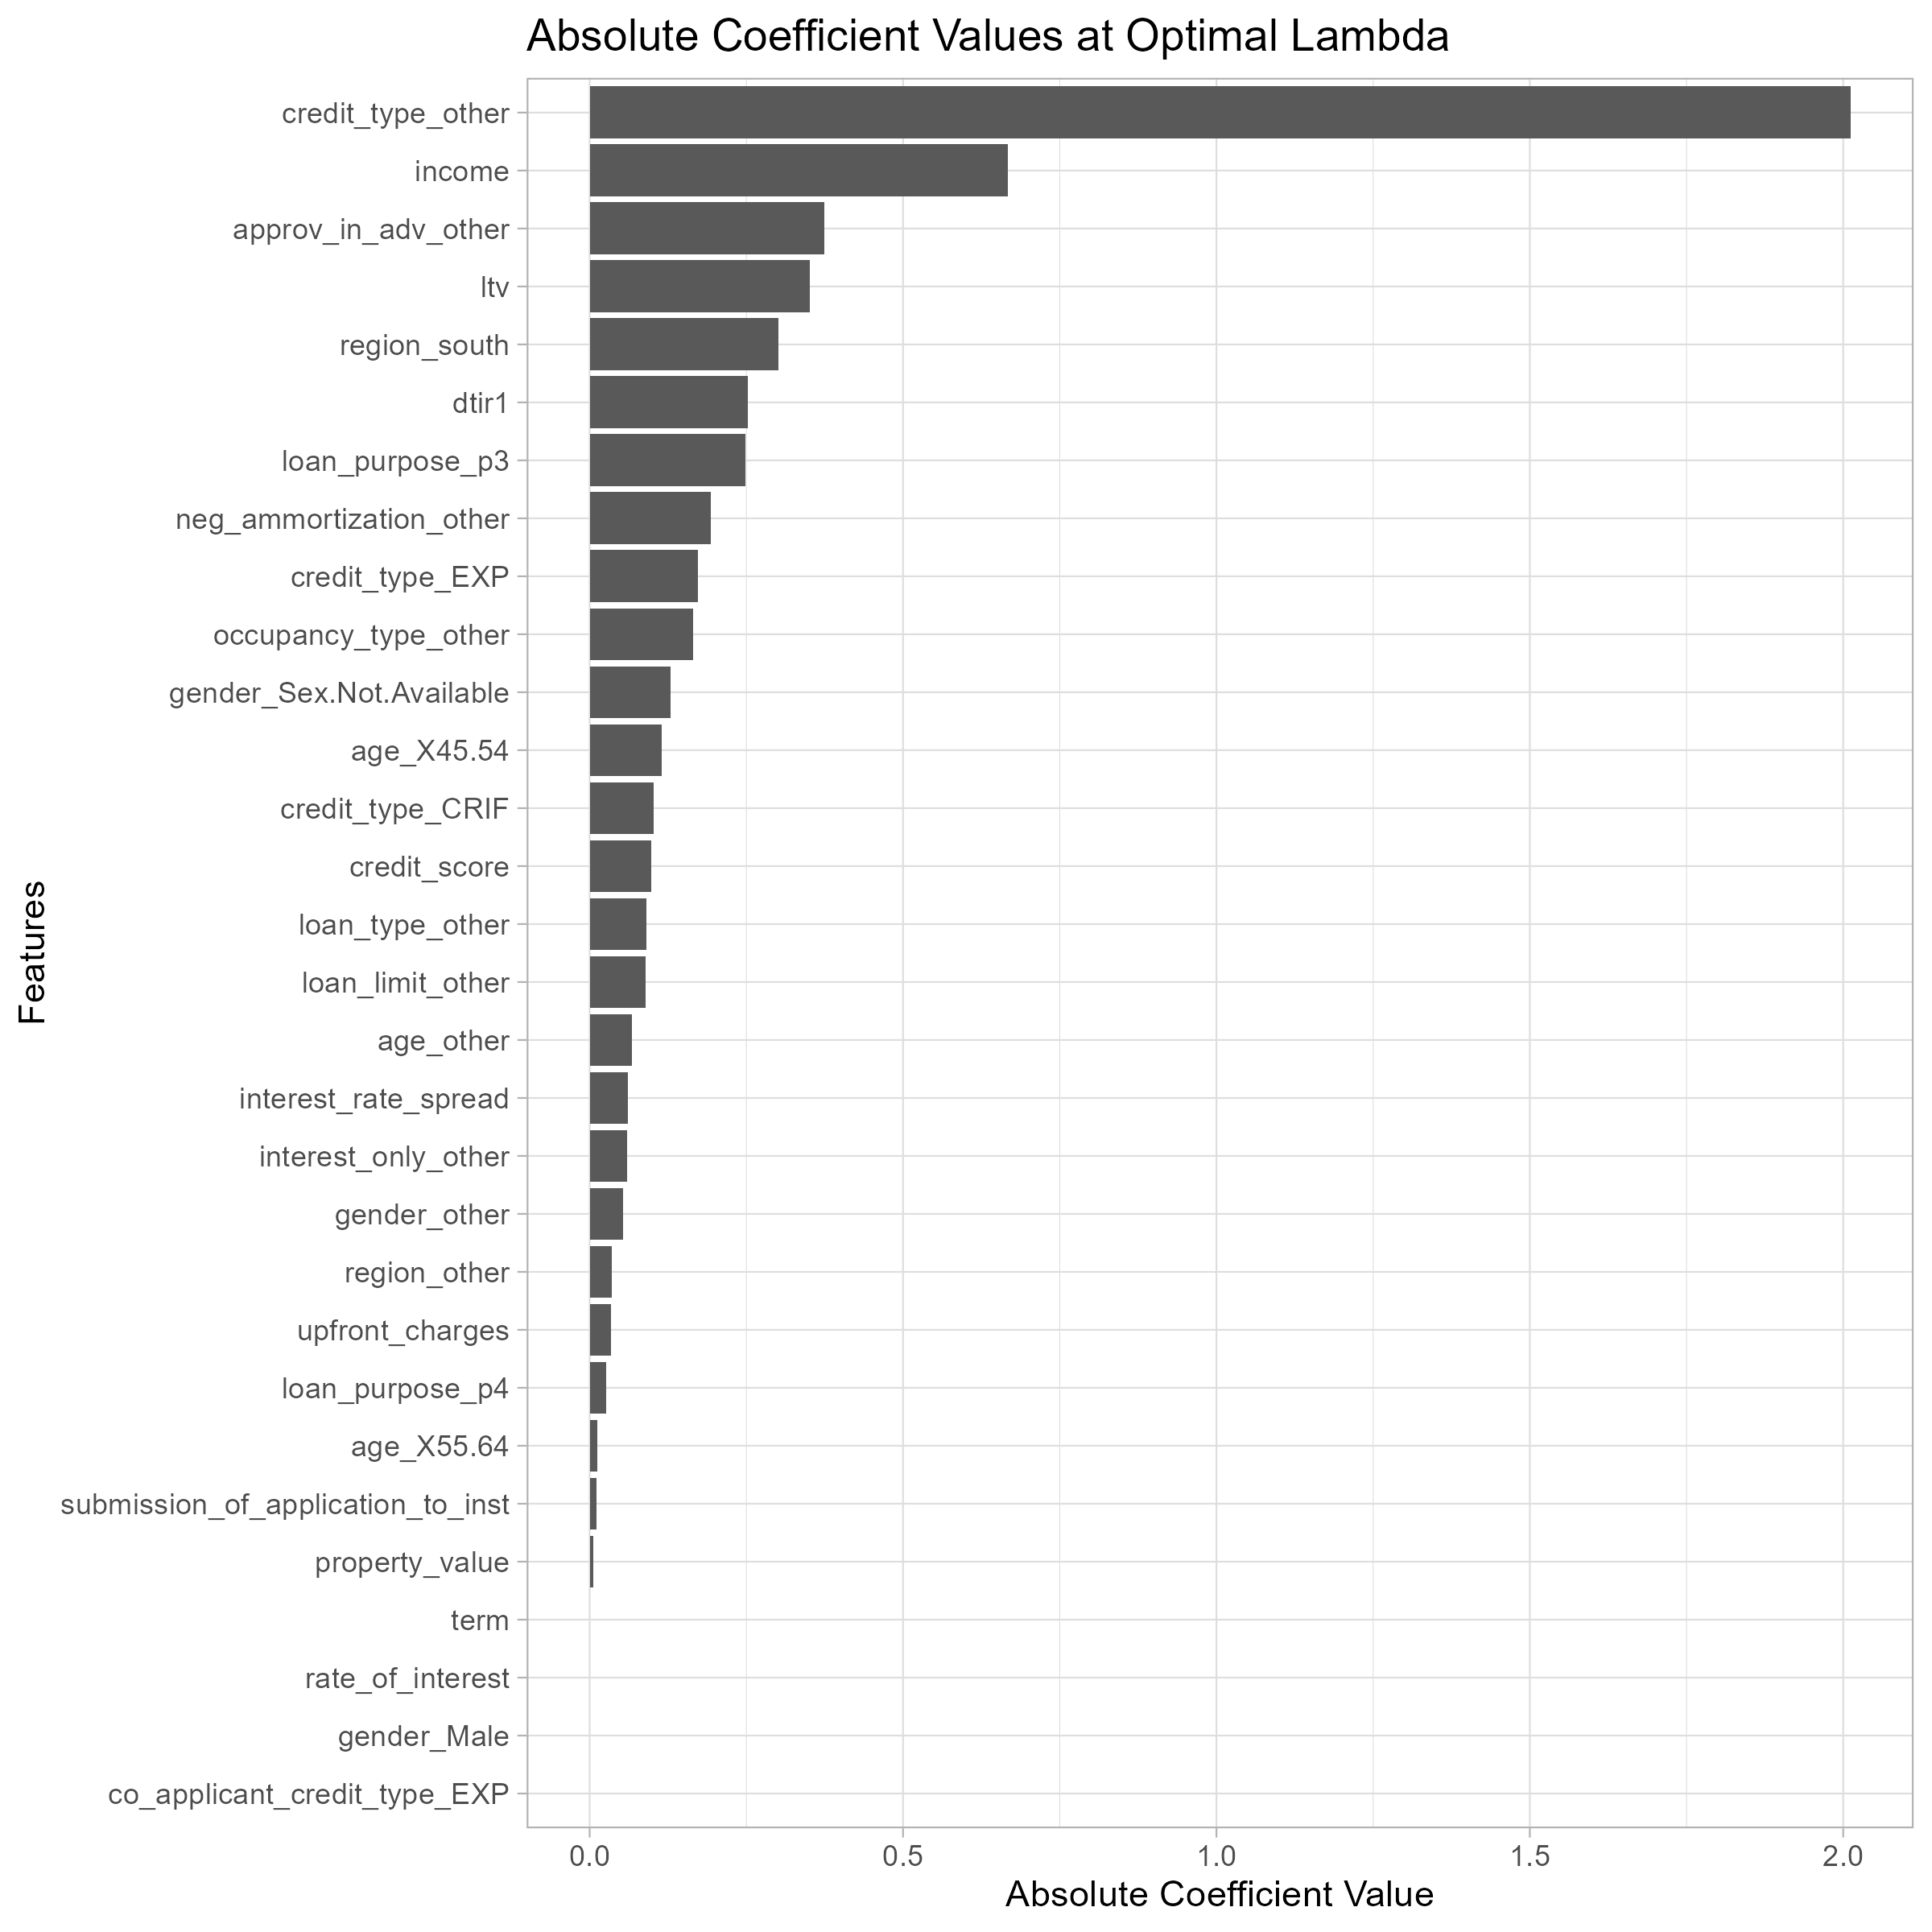 Absolute Coefficient Values at Optimal Lambda
credit_type_other
income
approv_in_adv_other
ltv
region_south
dtir1
loan_purpose_p3
neg_ammortization_other
credit_type_EXP
occupancy_type_other
gender_Sex.Not.Available
age_X45.54
credit_type_CRIF
credit_score
loan_type_other
loan_limit_other
age_other
interest_rate_spread
interest_only_other
gender_other
region_other
upfront_charges
loan_purpose_p4
age_X55.64
submission_of_application_to_inst
property_value
term
rate_of_interest
gender_Male
co_applicant_credit_type_EXP
Features
0.0 0.5 1.0 1.5 2.0
Absolute Coefficient Value